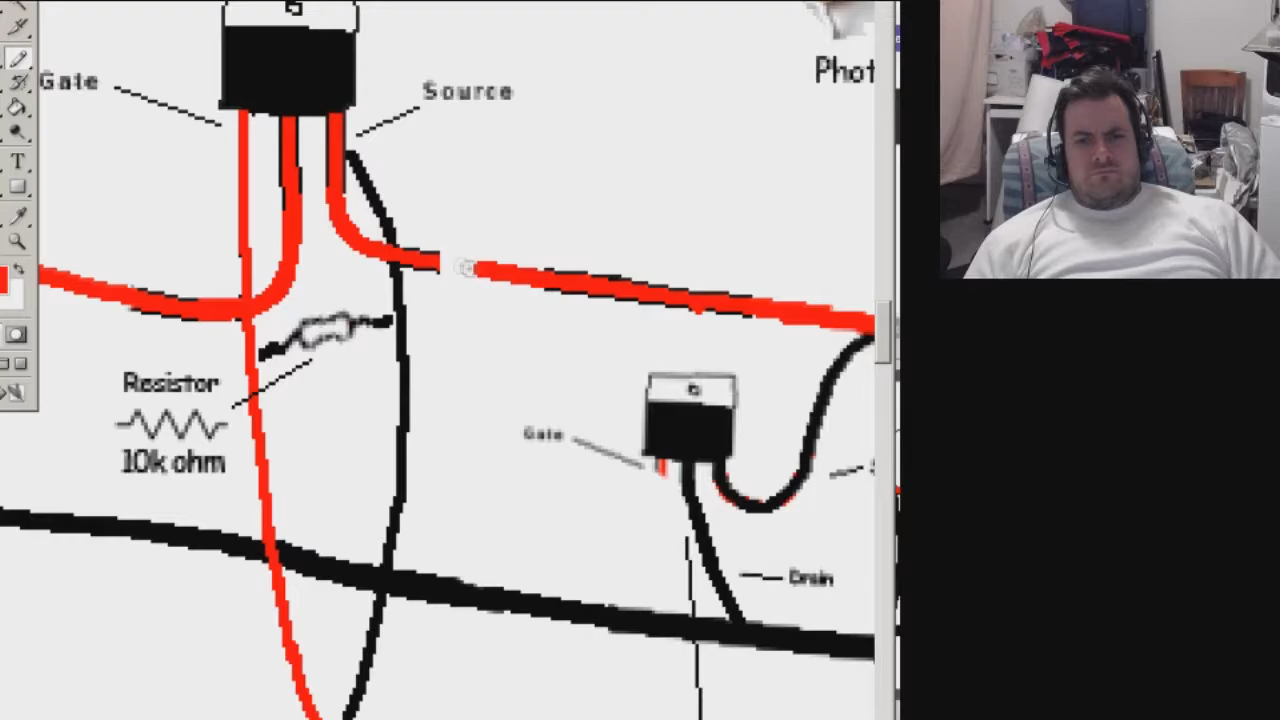 Gate
Source
Phot
Resistor
10k ohm
Gate
Drain